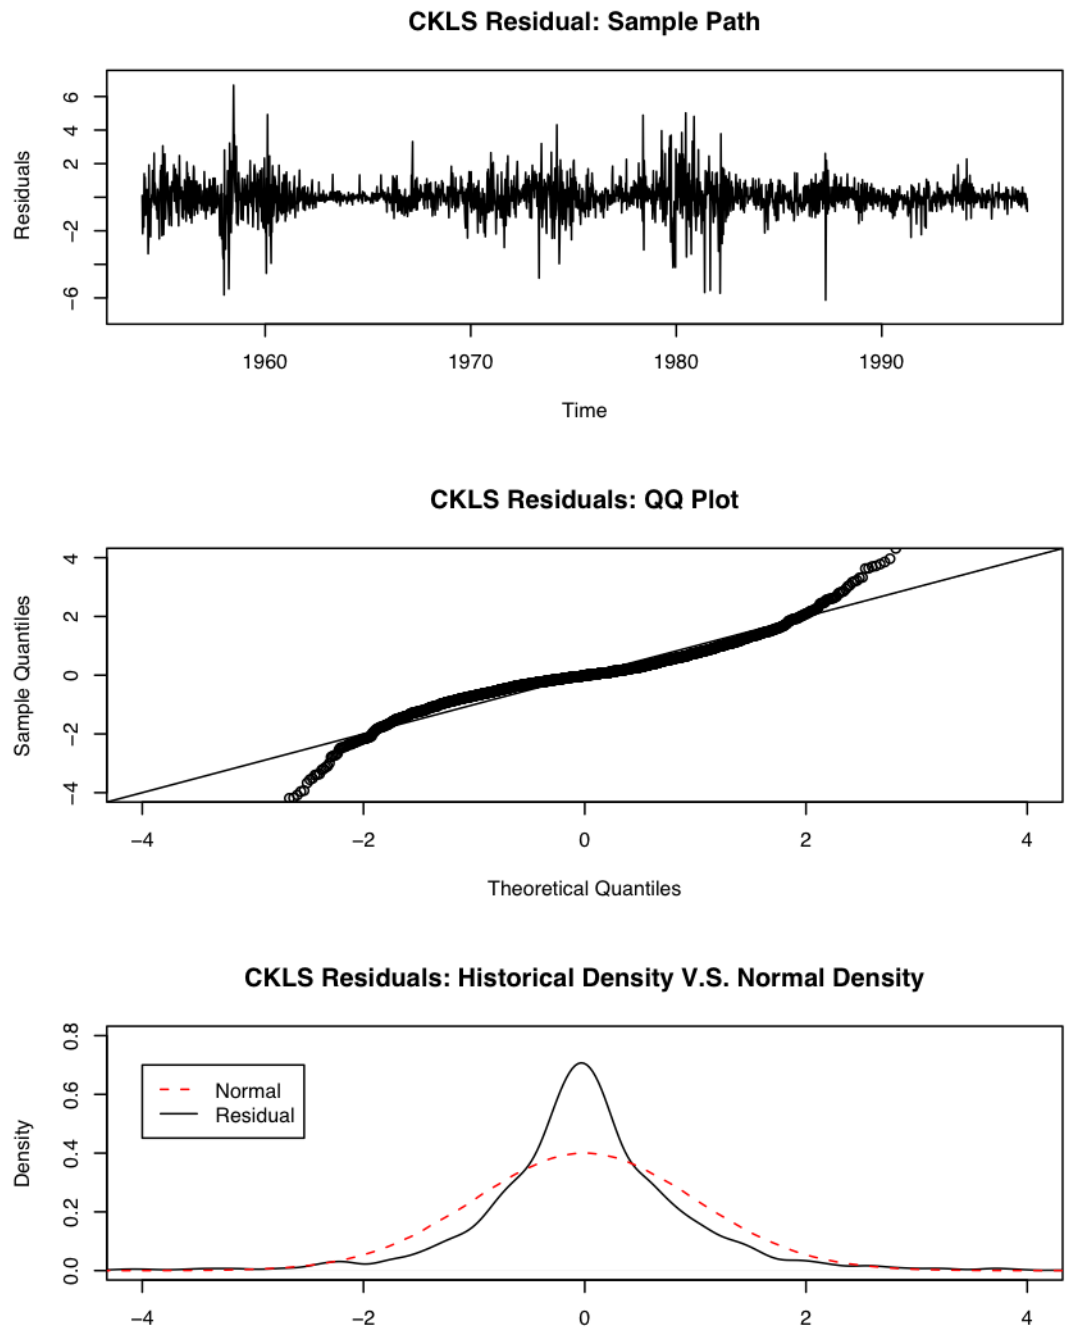 CKLS Residual: Sample Path
Residuals
6
4
2
−2
−6
1960 1970 1980 1990
Time
CKLS Residuals: QQ Plot
Sample Quantiles
4
2
0
−2
−4
−4 −2 0 2 4
Theoretical Quantiles
CKLS Residuals: Historical Density V.S. Normal Density
Density
0.8
0.6
0.4
0.2
0.0
Normal
Residual
−4 −2 0 2 4